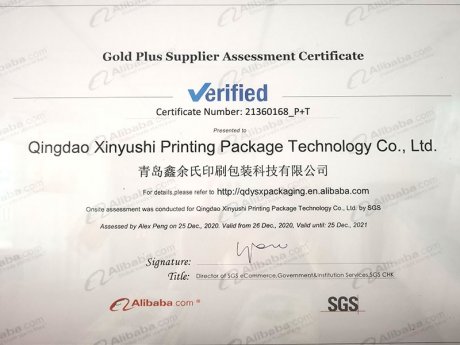 Gold Plus Supplier Assessment Certificate
Verified
Certificate Number: 21360168_P+T
Presented to
Qingdao Xinyushi Printing Package Technology Co., Ltd.
青岛鑫余氏印刷包装科技有限公司
For details,please refer to http://qdysxpackaging.en.alibaba.com
Onsite assessment was conducted for Qingdao Xinyushi Printing Package Technology Co., Ltd. by SGS
Assessed by Alex Peng on 25 Dec., 2020. Valid from 26 Dec., 2020. Valid until: 25 Dec., 2021
Signature:
Title: Director of SGS eCommerce,Government&Institution Services,SGS CHK
Alibaba.com® SGS